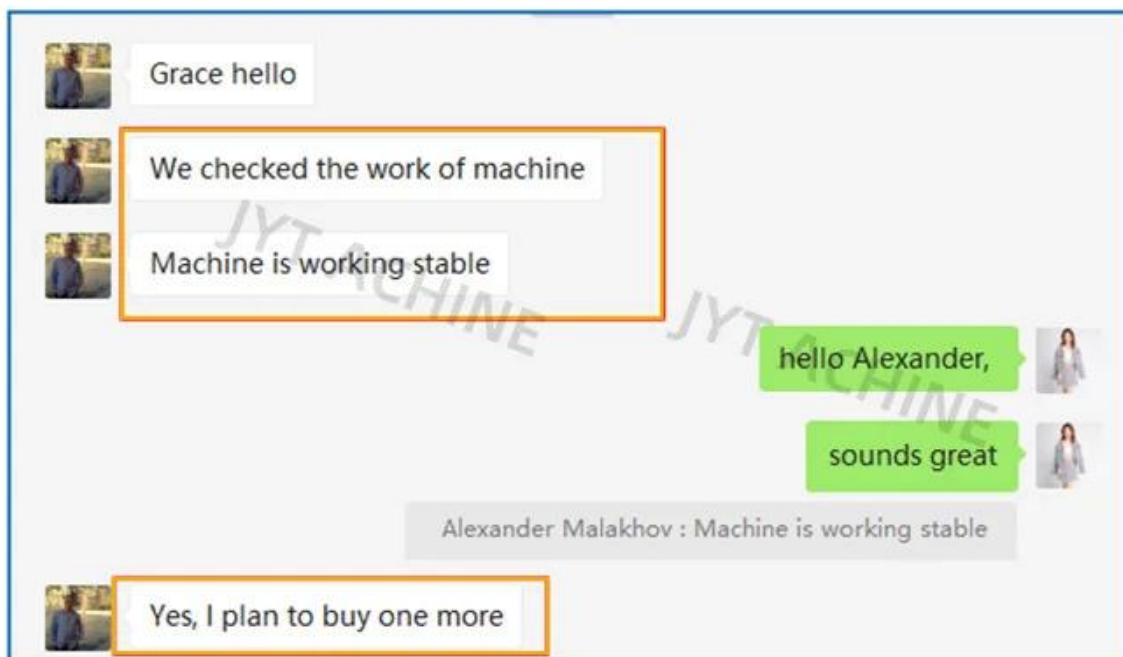 Grace hello
We checked the work of machine
Machine is working stable
JYT ACHINE
JYT ACHINE
hello Alexander,
sounds great
Alexander Malakhov : Machine is working stable
Yes, I plan to buy one more